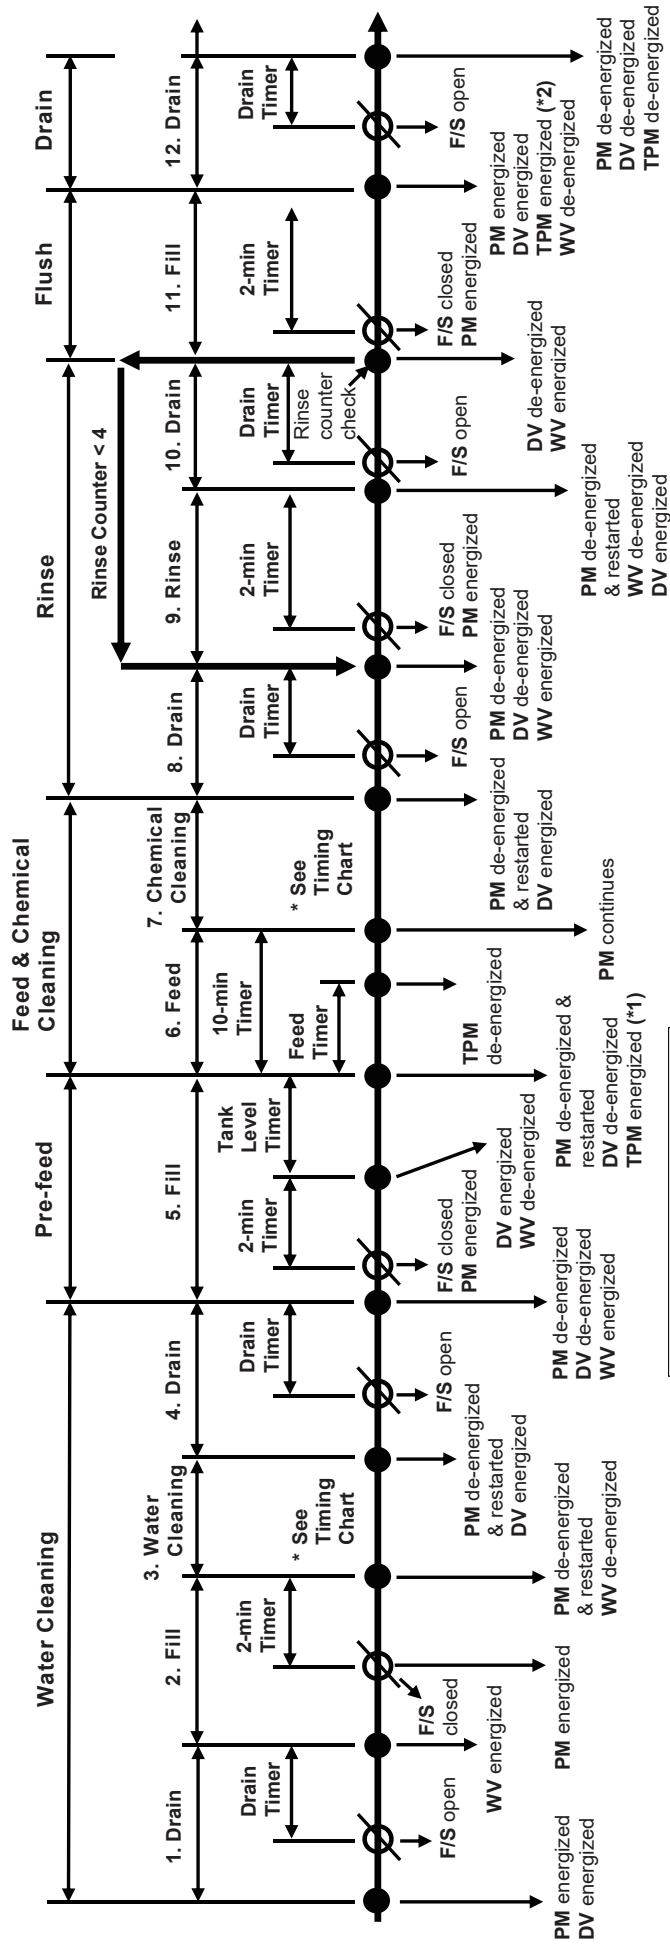 Water Cleaning
Pre-feed
Feed & Chemical
Cleaning
Rinse
Flush
Drain
Rinse Counter < 4
1. Drain
2. Fill
3. Water
Cleaning
4. Drain
5. Fill
6. Feed
7. Chemical
Cleaning
8. Drain
9. Rinse
10. Drain
11. Fill
12. Drain
Drain
Timer
2-min
Timer
* See
Timing
Chart
Drain
Timer
2-min
Timer
Tank
Level
Timer
10-min
Timer
Feed
Timer
* See
Timing
Chart
Drain
Timer
2-min
Timer
Drain
Timer
Rinse
counter
check
2-min
Timer
Drain
Timer
PM energized
DV energized
F/S open
WV energized
F/S
closed
PM energized
PM de-energized
& restarted
WV de-energized
PM de-energized
& restarted
DV energized
F/S open
PM de-energized
DV de-energized
WV energized
F/S closed
PM energized
DV energized
WV de-energized
PM de-energized &
restarted
DV de-energized
TPM energized (*1)
TPM
de-energized
PM continues
PM de-energized
& restarted
DV energized
F/S open
PM de-energized
DV de-energized
WV energized
F/S closed
PM energized
PM de-energized
& restarted
WV de-energized
DV energized
F/S open
DV de-energized
WV energized
F/S closed
PM energized
PM energized
DV energized
TPM energized (*2)
WV de-energized
F/S open
PM de-energized
DV de-energized
TPM de-energized